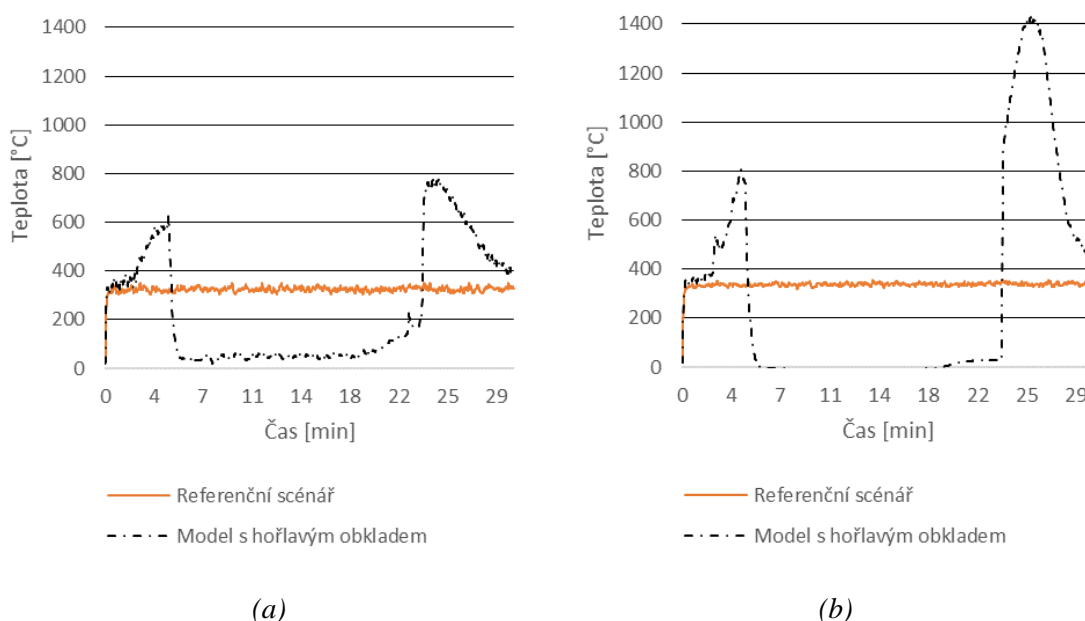 1400
1200
1000
800
600
400
200
0
Teplota [°C]
0 4 7 11 14 18 22 25 29
Čas [min]
Referenční scénář
Model s hořlavým obkladem
(a)
1400
1200
1000
800
600
400
200
0
Teplota [°C]
0 4 7 11 14 18 22 25 29
Čas [min]
Referenční scénář
Model s hořlavým obkladem
(b)